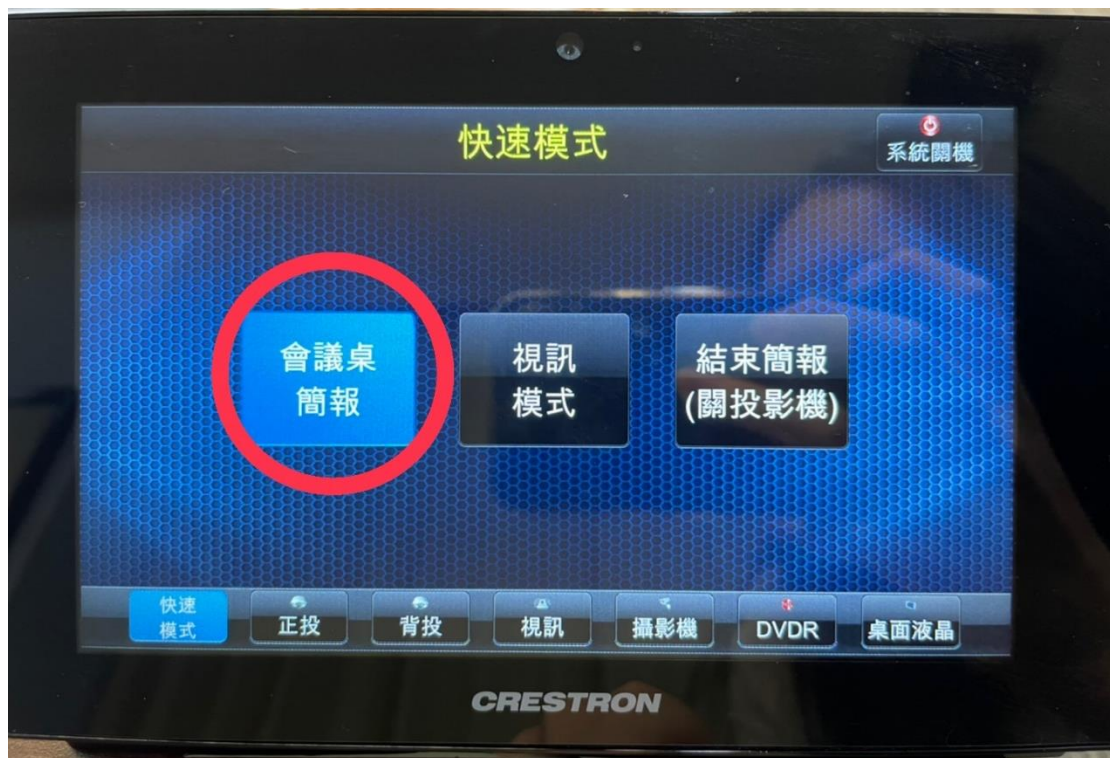 快速模式
系統關機
會議桌
簡報
視訊
模式
結束簡報
(關投影機)
快速
模式
正投
背投
視訊
攝影機
DVDR
桌面液晶
CRESTRON